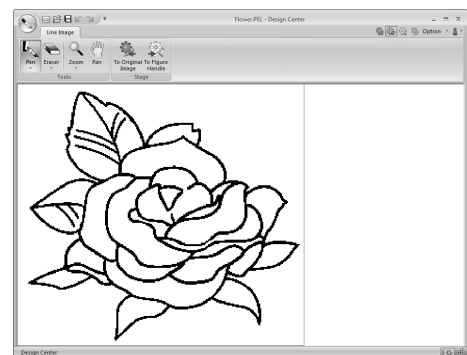 Flower.PEL - Design Center
Line Image
Option
Pen
Eraser
Zoom
Pan
To Original Image
To Figure Handle
Tools
Stage
Design Center